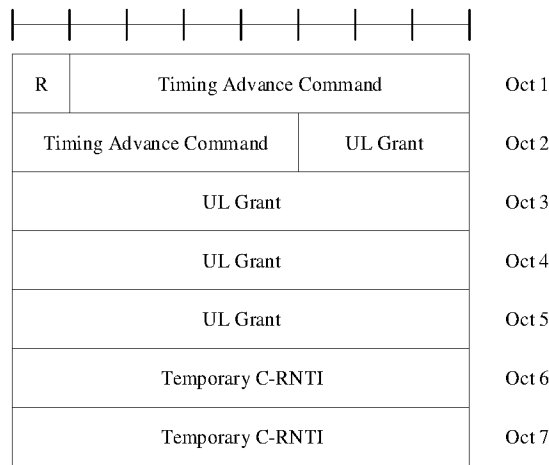 R Timing Advance Command Oct 1
Timing Advance Command UL Grant Oct 2
UL Grant Oct 3
UL Grant Oct 4
UL Grant Oct 5
Temporary C-RNTI Oct 6
Temporary C-RNTI Oct 7